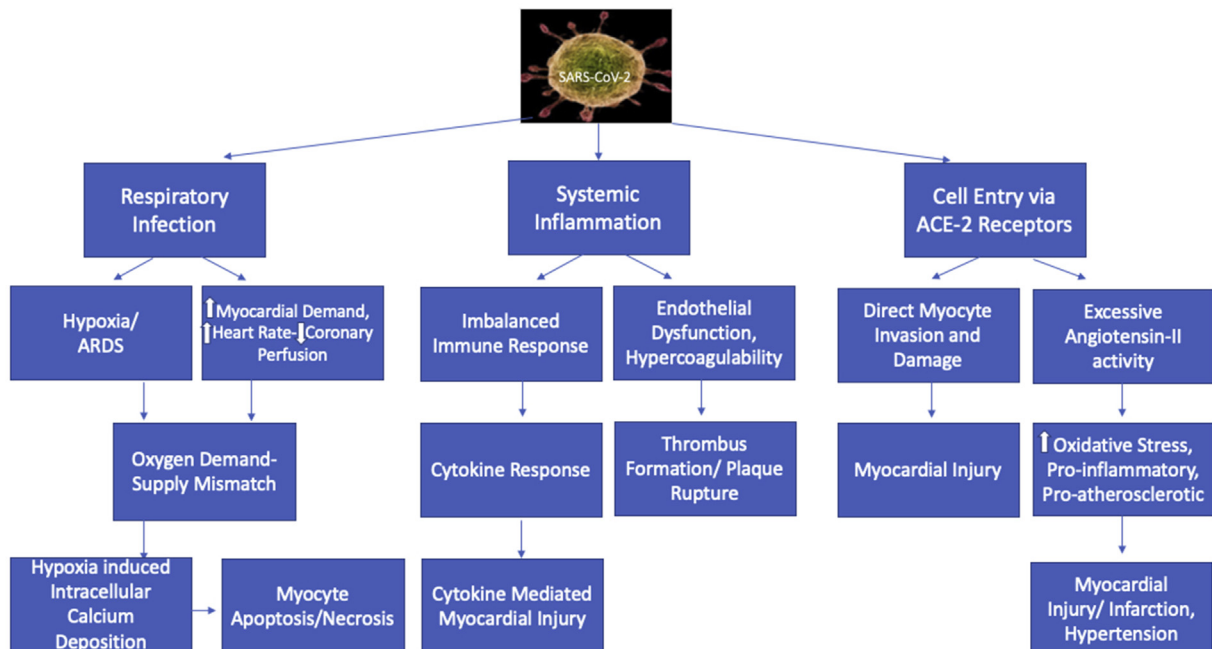 SARS-CoV-2
Respiratory
Infection
Systemic
Inflammation
Cell Entry via
ACE-2 Receptors
Hypoxia/
ARDS
⬆Myocardial Demand,
⬆Heart Rate-⬇Coronary
Perfusion
Imbalanced
Immune Response
Endothelial
Dysfunction,
Hypercoagulability
Direct Myocyte
Invasion and
Damage
Excessive
Angiotensin-II
activity
Oxygen Demand-
Supply Mismatch
Cytokine Response
Thrombus
Formation/ Plaque
Rupture
Myocardial Injury
⬆Oxidative Stress,
Pro-inflammatory,
Pro-atherosclerotic
Hypoxia induced
Intracellular
Calcium
Deposition
Myocyte
Apoptosis/Necrosis
Cytokine Mediated
Myocardial Injury
Myocardial
Injury/ Infarction,
Hypertension